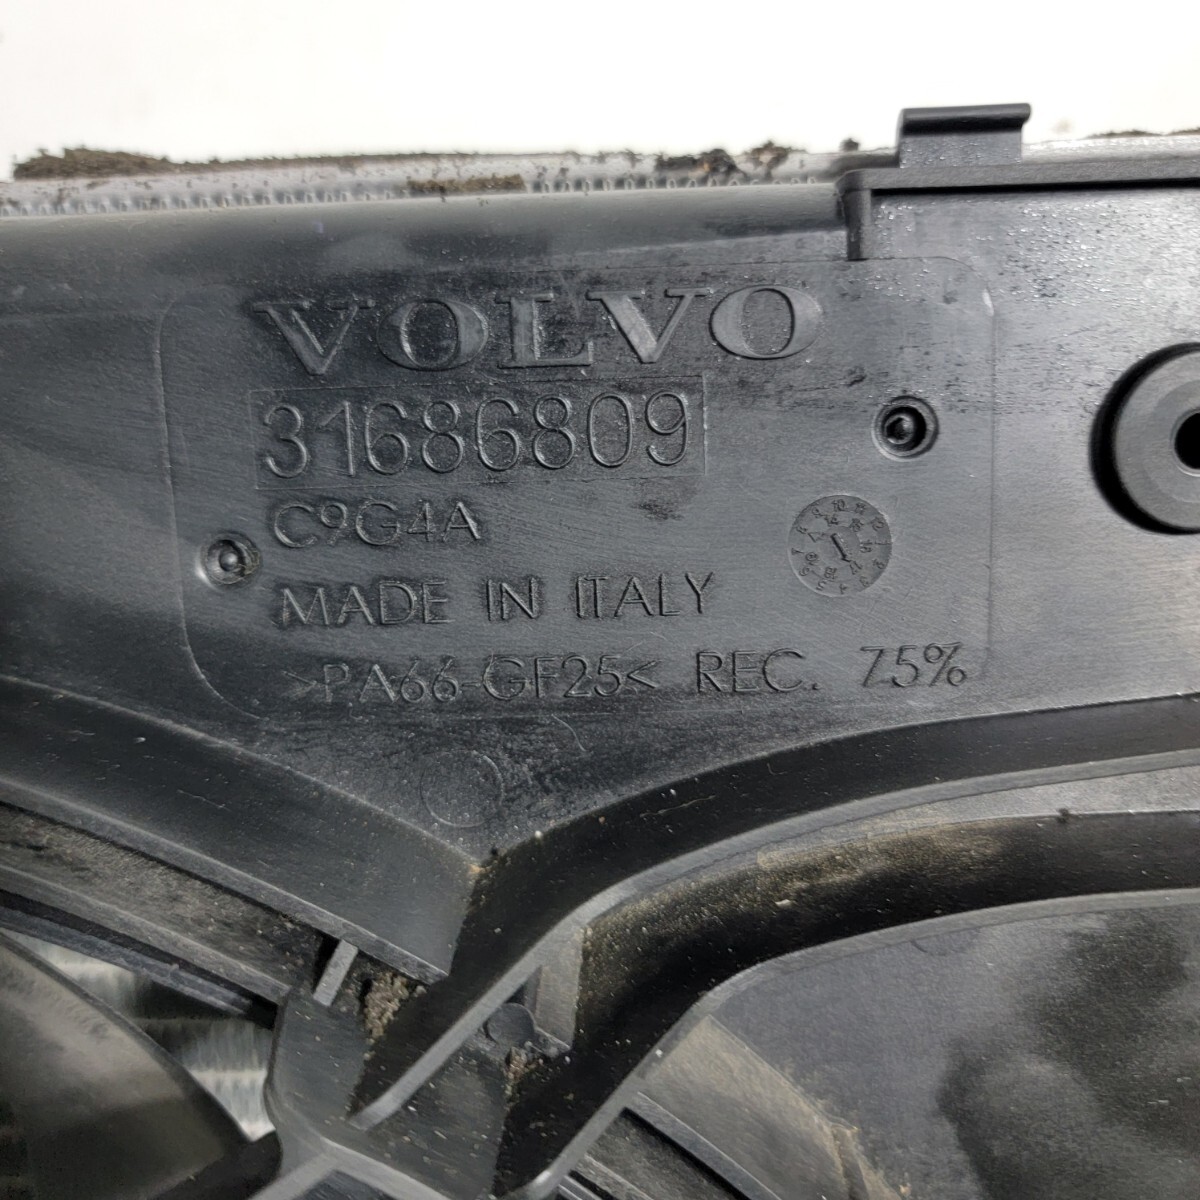 VOLVO
31686809
C9G4A
MADE IN ITALY
>PA66-GF25< REC. 75%